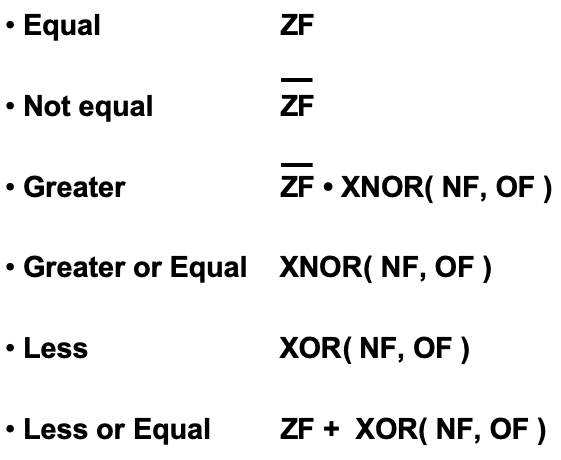 • Equal ZF
• Not equal Z̅F̅
• Greater Z̅F̅ • XNOR( NF, OF )
• Greater or Equal XNOR( NF, OF )
• Less XOR( NF, OF )
• Less or Equal ZF + XOR( NF, OF )